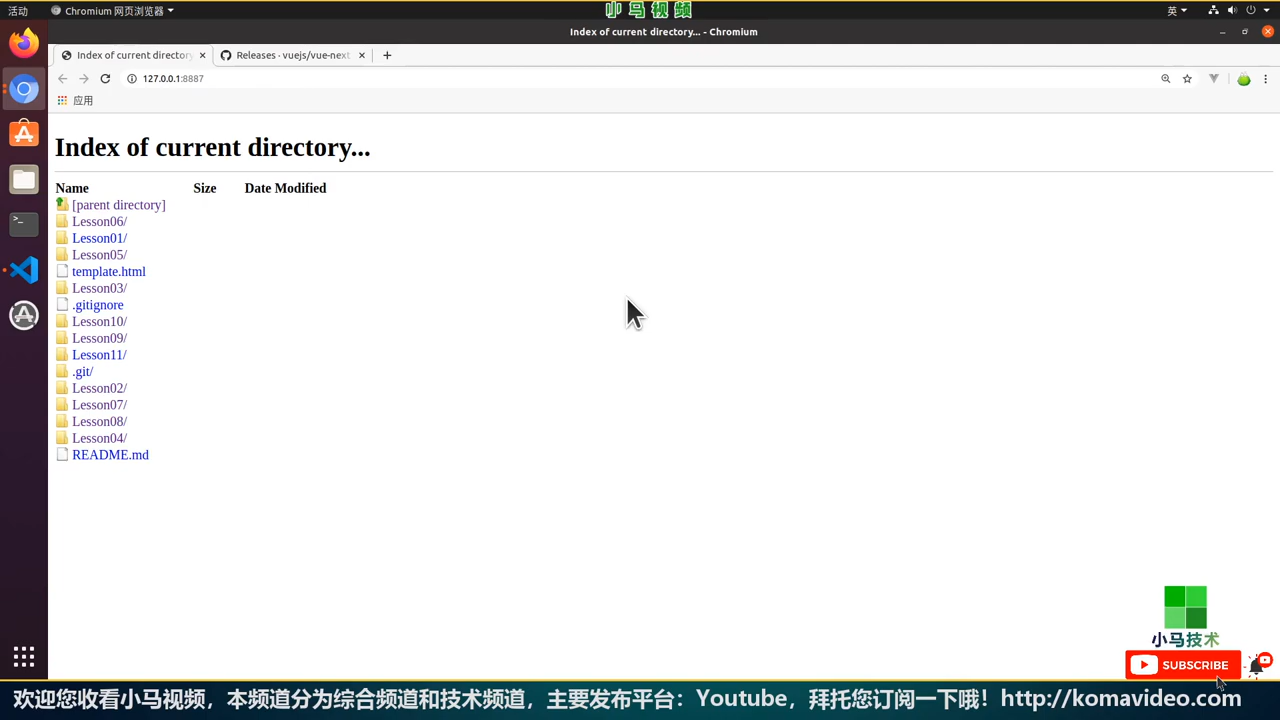 活动
Chromium 网页浏览器
小马视频
英
Index of current directory... - Chromium
Index of current directory
Releases · vuejs/vue-next
127.0.0.1:8887
应用
Index of current directory...
Name Size Date Modified
[parent directory]
Lesson06/
Lesson01/
Lesson05/
template.html
Lesson03/
.gitignore
Lesson10/
Lesson09/
Lesson11/
.git/
Lesson02/
Lesson07/
Lesson08/
Lesson04/
README.md
小马技术
SUBSCRIBE
欢迎您收看小马视频，本频道分为综合频道和技术频道，主要发布平台：Youtube，拜托您订阅一下哦！http://komavideo.com